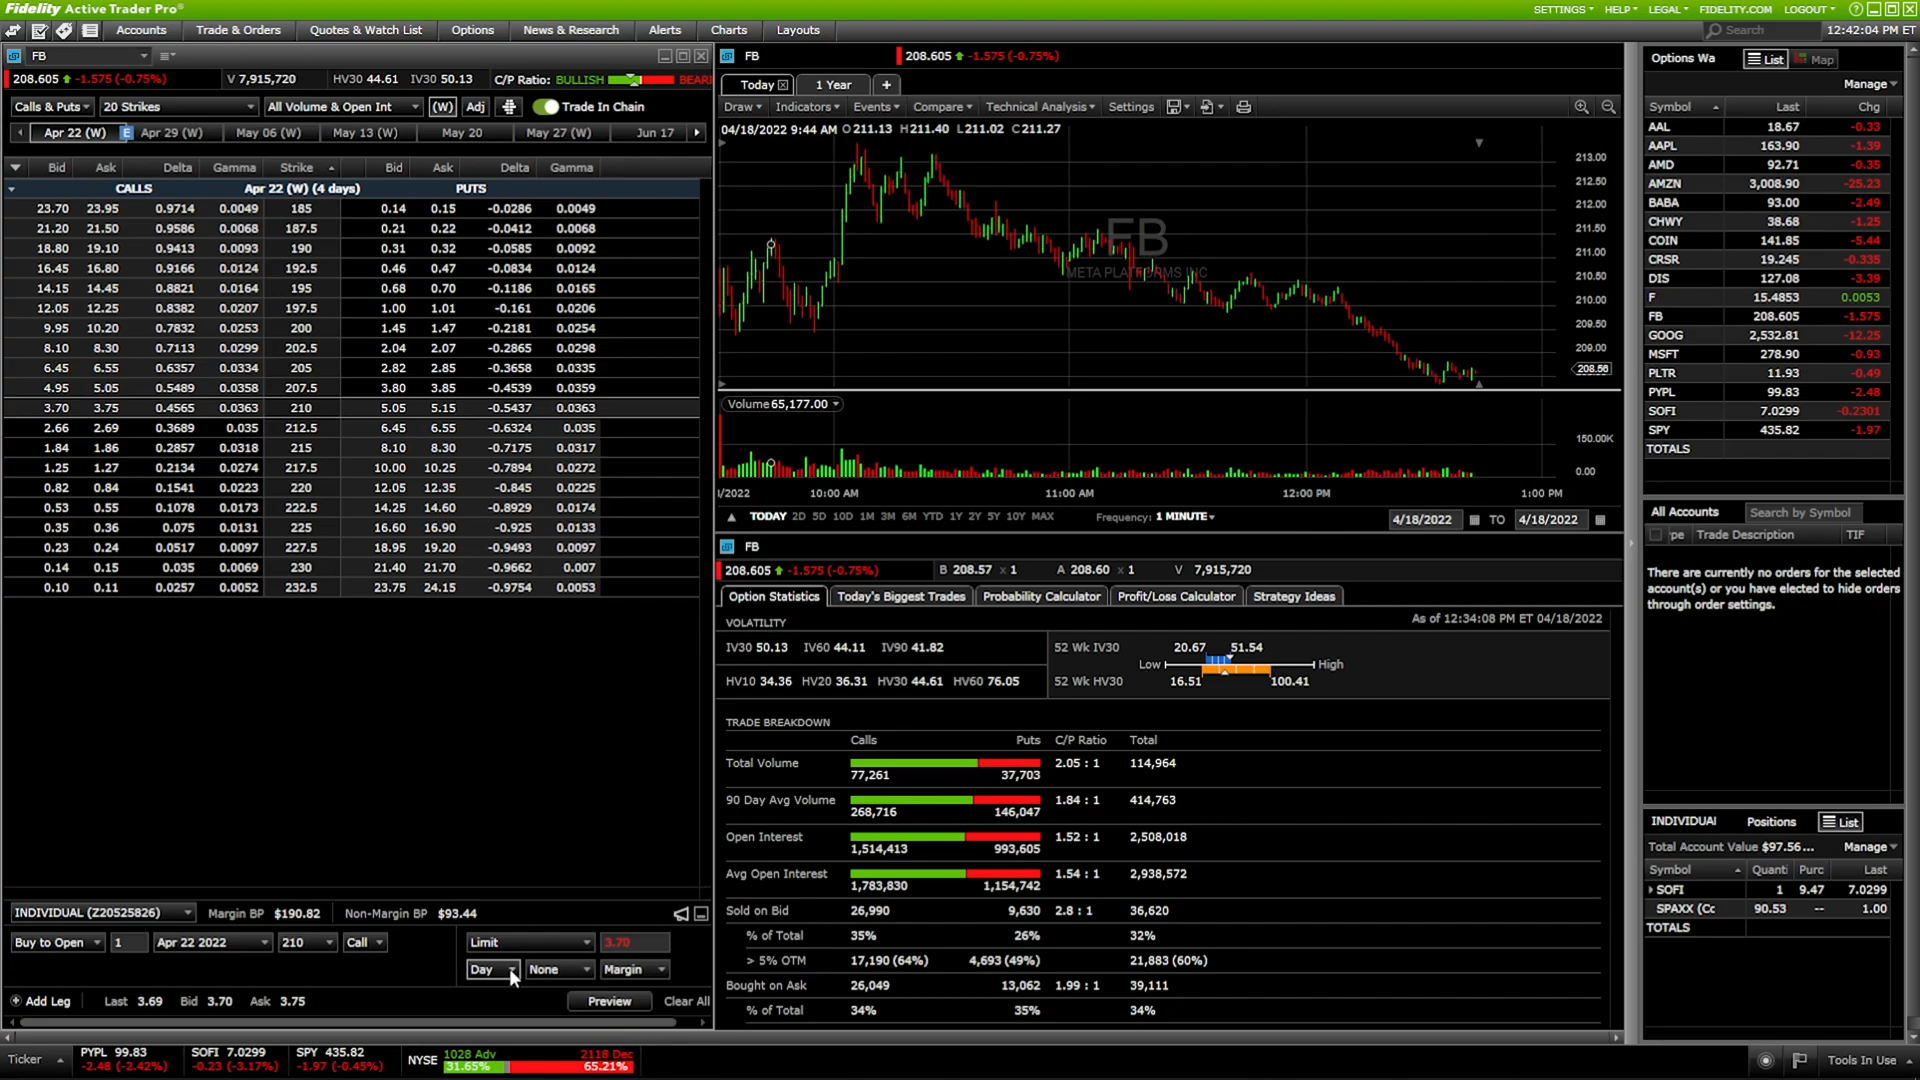 Fidelity Active Trader Pro®
SETTINGS HELP LEGAL FIDELITY.COM LOGOUT
Accounts Trade & Orders Quotes & Watch List Options News & Research Alerts Charts Layouts Search 12:42:04 PM ET
FB
208.605 -1.575 (-0.75%) V 7,915,720 HV30 44.61 IV30 50.13 C/P Ratio: BULLISH BEARI
Calls & Puts 20 Strikes All Volume & Open Int (W) Adj Trade In Chain
Apr 22 (W) E Apr 29 (W) May 06 (W) May 13 (W) May 20 May 27 (W) Jun 17
Bid Ask Delta Gamma Strike Bid Ask Delta Gamma
CALLS Apr 22 (W) (4 days) PUTS
23.70 23.95 0.9714 0.0049 185 0.14 0.15 -0.0286 0.0049
21.20 21.50 0.9586 0.0068 187.5 0.21 0.22 -0.0412 0.0068
18.80 19.10 0.9413 0.0093 190 0.31 0.32 -0.0585 0.0092
16.45 16.80 0.9166 0.0124 192.5 0.46 0.47 -0.0834 0.0124
14.15 14.45 0.8821 0.0164 195 0.68 0.70 -0.1186 0.0165
12.05 12.25 0.8382 0.0207 197.5 1.00 1.01 -0.161 0.0206
9.95 10.20 0.7832 0.0253 200 1.45 1.47 -0.2181 0.0254
8.10 8.30 0.7113 0.0299 202.5 2.04 2.07 -0.2865 0.0298
6.45 6.55 0.6357 0.0334 205 2.82 2.85 -0.3658 0.0335
4.95 5.05 0.5489 0.0358 207.5 3.80 3.85 -0.4539 0.0359
3.70 3.75 0.4565 0.0363 210 5.05 5.15 -0.5437 0.0363
2.66 2.69 0.3689 0.035 212.5 6.45 6.55 -0.6324 0.035
1.84 1.86 0.2857 0.0318 215 8.10 8.30 -0.7175 0.0317
1.25 1.27 0.2134 0.0274 217.5 10.00 10.25 -0.7894 0.0272
0.82 0.84 0.1541 0.0223 220 12.05 12.35 -0.845 0.0225
0.53 0.55 0.1078 0.0173 222.5 14.25 14.60 -0.8929 0.0174
0.35 0.36 0.075 0.0131 225 16.60 16.90 -0.925 0.0133
0.23 0.24 0.0517 0.0097 227.5 18.95 19.20 -0.9493 0.0097
0.14 0.15 0.035 0.0069 230 21.40 21.70 -0.9662 0.007
0.10 0.11 0.0257 0.0052 232.5 23.75 24.15 -0.9754 0.0053
INDIVIDUAL (Z20525826) Margin BP $190.82 Non-Margin BP $93.44
Buy to Open 1 Apr 22 2022 210 Call Limit 3.70
Day None Margin
Add Leg Last 3.69 Bid 3.70 Ask 3.75 Preview Clear All
FB 208.605 -1.575 (-0.75%)
Today 1 Year +
Draw Indicators Events Compare Technical Analysis Settings
04/18/2022 9:44 AM O 211.13 H 211.40 L 211.02 C 211.27
FB
META PLATFORMS INC
213.00
212.50
212.00
211.50
211.00
210.50
210.00
209.50
209.00
208.56
Volume 65,177.00
150.00K
0.00
/2022 10:00 AM 11:00 AM 12:00 PM 1:00 PM
TODAY 2D 5D 10D 1M 3M 6M YTD 1Y 2Y 5Y 10Y MAX Frequency: 1 MINUTE 4/18/2022 TO 4/18/2022
FB
208.605 -1.575 (-0.75%) B 208.57 x 1 A 208.60 x 1 V 7,915,720
Option Statistics Today's Biggest Trades Probability Calculator Profit/Loss Calculator Strategy Ideas
VOLATILITY As of 12:34:08 PM ET 04/18/2022
IV30 50.13 IV60 44.11 IV90 41.82 52 Wk IV30 20.67 51.54
Low High
HV10 34.36 HV20 36.31 HV30 44.61 HV60 76.05 52 Wk HV30 16.51 100.41
TRADE BREAKDOWN
Calls Puts C/P Ratio Total
Total Volume 77,261 37,703 2.05 : 1 114,964
90 Day Avg Volume 268,716 146,047 1.84 : 1 414,763
Open Interest 1,514,413 993,605 1.52 : 1 2,508,018
Avg Open Interest 1,783,830 1,154,742 1.54 : 1 2,938,572
Sold on Bid 26,990 9,630 2.8 : 1 36,620
% of Total 35% 26% 32%
> 5% OTM 17,190 (64%) 4,693 (49%) 21,883 (60%)
Bought on Ask 26,049 13,062 1.99 : 1 39,111
% of Total 34% 35% 34%
Options Wa List Map
Manage
Symbol Last Chg
AAL 18.67 -0.33
AAPL 163.90 -1.39
AMD 92.71 -0.35
AMZN 3,008.90 -25.23
BABA 93.00 -2.49
CHWY 38.68 -1.25
COIN 141.85 -5.44
CRSR 19.245 -0.335
DIS 127.08 -3.39
F 15.4853 0.0053
FB 208.605 -1.575
GOOG 2,532.81 -12.25
MSFT 278.90 -0.93
PLTR 11.93 -0.49
PYPL 99.83 -2.48
SOFI 7.0299 -0.2301
SPY 435.82 -1.97
TOTALS
All Accounts Search by Symbol
pe Trade Description TIF
There are currently no orders for the selected
account(s) or you have elected to hide orders
through order settings.
INDIVIDUAI Positions List
Total Account Value $97.56... Manage
Symbol Quanti Purc Last
SOFI 1 9.47 7.0299
SPAXX (Cc 90.53 -- 1.00
TOTALS
Ticker PYPL 99.83 SOFI 7.0299 SPY 435.82 NYSE 1028 Adv 2118 Dec
-2.48 (-2.42%) -0.23 (-3.17%) -1.97 (-0.45%) 31.65% 65.21%
Tools In Use